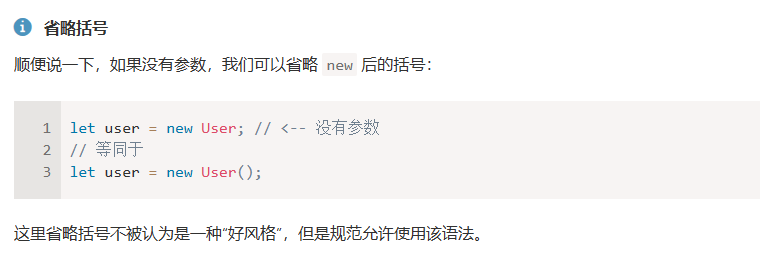 省略括号
顺便说一下，如果没有参数，我们可以省略 new 后的括号：
1 let user = new User; // <-- 没有参数
2 // 等同于
3 let user = new User();
这里省略括号不被认为是一种“好风格”，但是规范允许使用该语法。